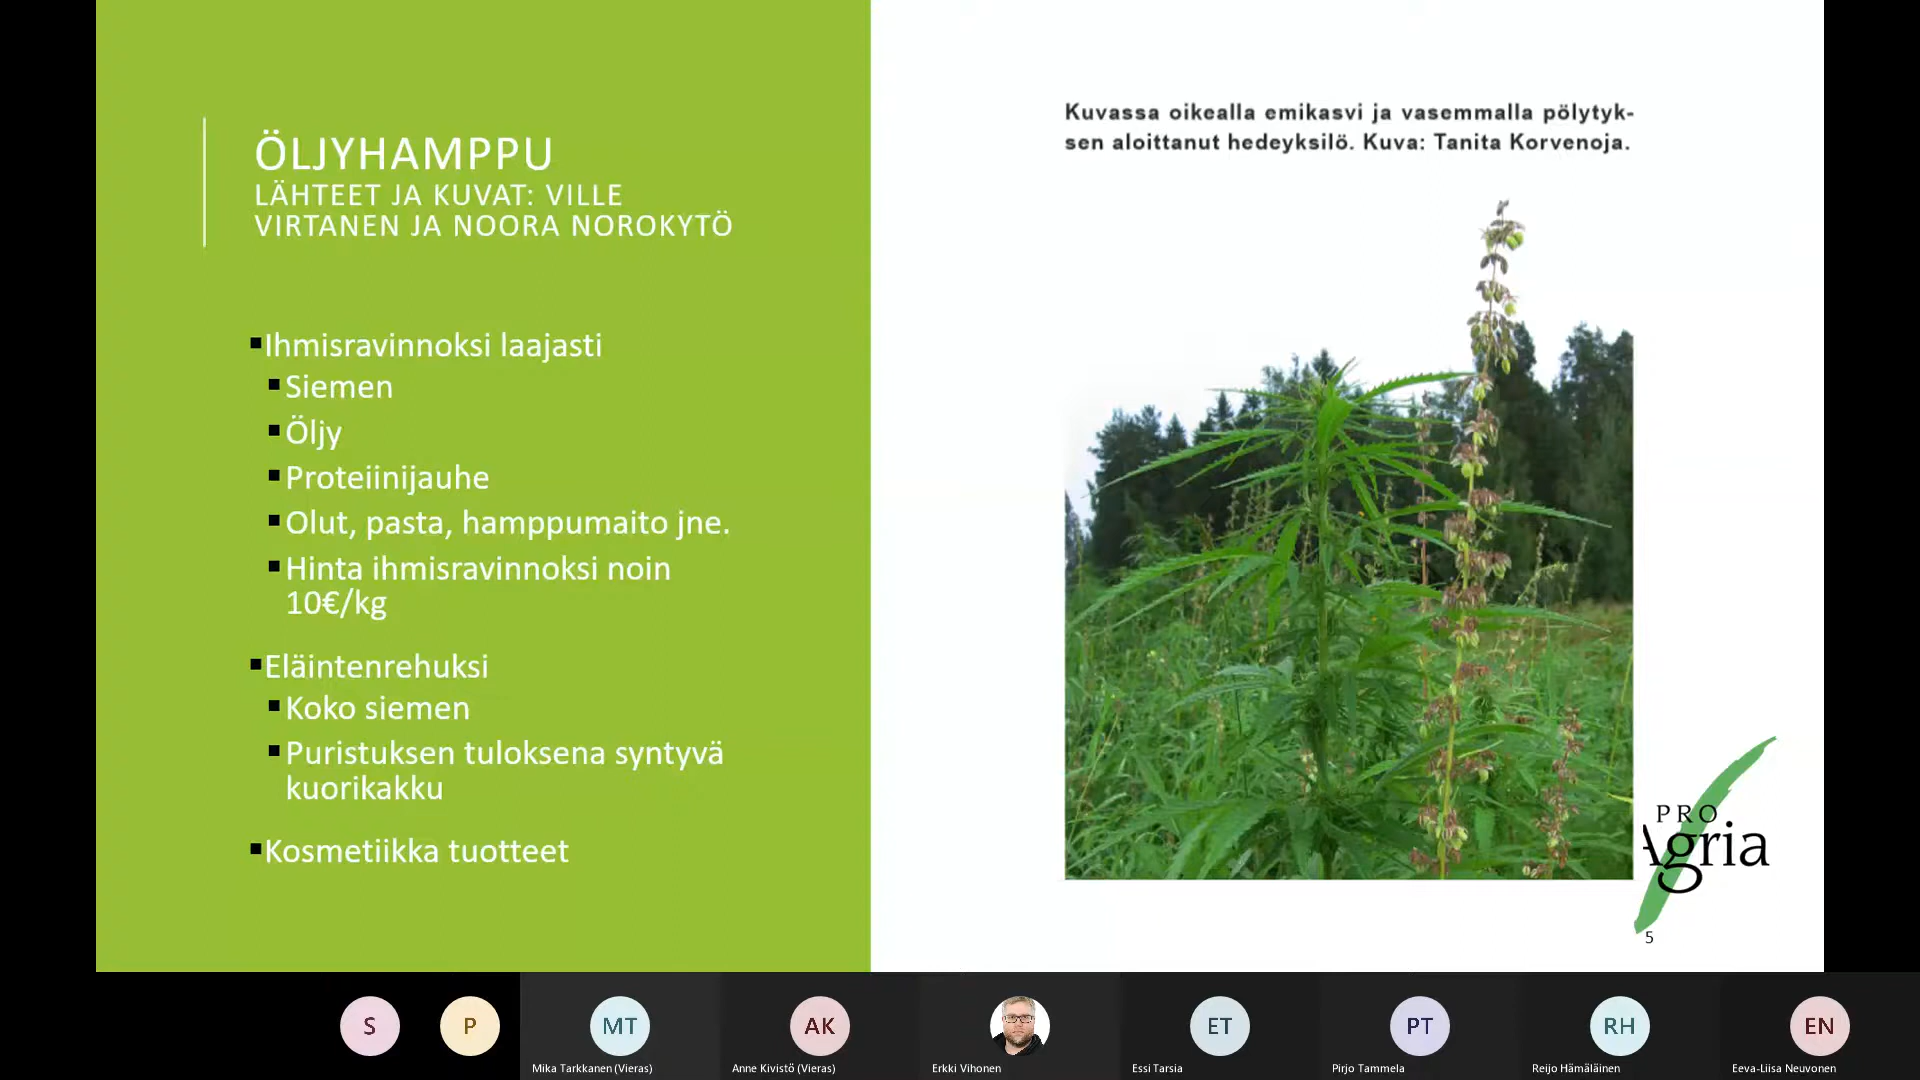 ÖLJYHAMPPU
LÄHTEET JA KUVAT: VILLE
VIRTANEN JA NOORA NOROKYTÖ
Ihmisravinnoksi laajasti
Siemen
Öljy
Proteiinijauhe
Olut, pasta, hamppumaito jne.
Hinta ihmisravinnoksi noin
10€/kg
Eläintenrehuksi
Koko siemen
Puristuksen tuloksena syntyvä
kuorikakku
Kosmetiikka tuotteet
Kuvassa oikealla emikasvi ja vasemmalla pölytyk-
sen aloittanut hedeyksilö. Kuva: Tanita Korvenoja.
PRO
Agria
5
S
P
MT
AK
ET
PT
RH
EN
Mika Tarkkanen (Vieras)
Anne Kivistö (Vieras)
Erkki Vihonen
Essi Tarsia
Pirjo Tammela
Reijo Hämäläinen
Eeva-Liisa Neuvonen